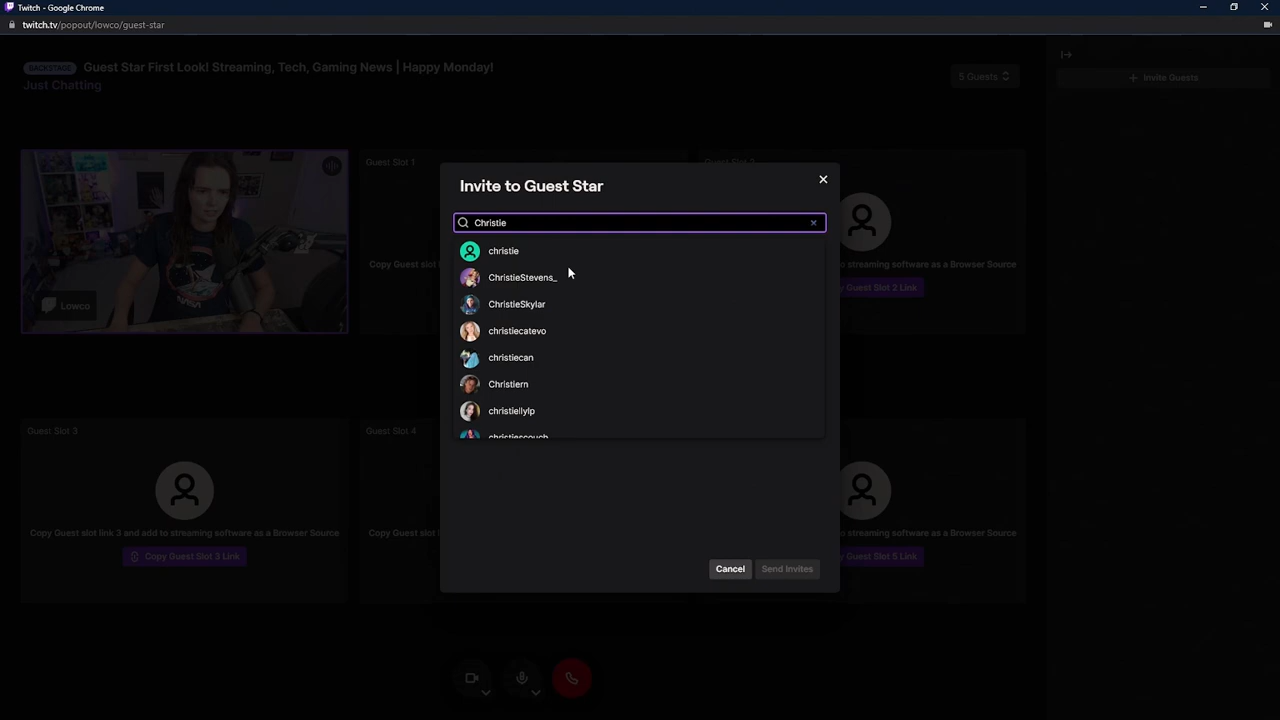 Twitch - Google Chrome
twitch.tv/popout/lowco/guest-star
BACKSTAGE Guest Star First Look! Streaming, Tech, Gaming News | Happy Monday!
Just Chatting
5 Guests
Invite Guests
Guest Slot 1
Guest Slot 2
Lowco
Copy Guest slot
to streaming software as a Browser
Source
Guest Slot 2 Link
Invite to Guest Star
Christie
christie
ChristieStevens_
ChristieSkylar
christiecatevo
christiecan
Christiern
christiellylp
christiescouch
Cancel
Send Invites
Guest Slot 3
Guest Slot 4
Copy Guest slot link 3 and add to streaming software as a Browser Source
Copy Guest Slot 3 Link
Copy Guest slot
to streaming software as a Browser Source
Guest Slot 5 Link